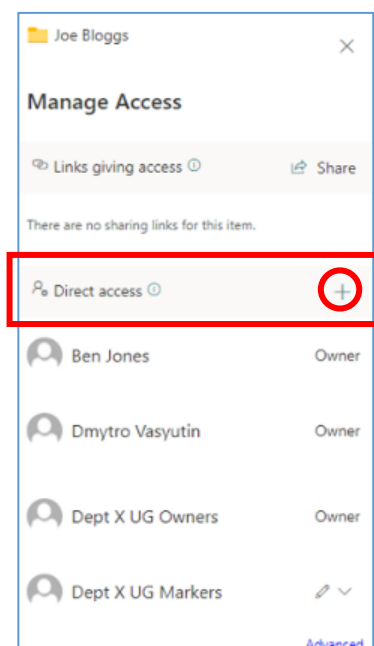 Joe Bloggs
Manage Access
Links giving access Share
There are no sharing links for this item.
Direct access
Ben Jones Owner
Dmytro Vasyutin Owner
Dept X UG Owners Owner
Dept X UG Markers
Advanced